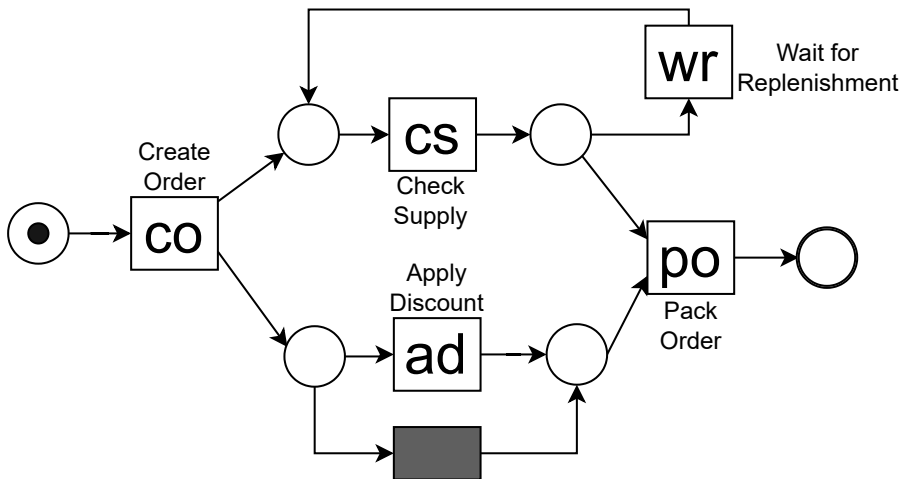 wr
Wait for
Replenishment
cs
Check
Supply
Create
Order
co
po
Pack
Order
Apply
Discount
ad